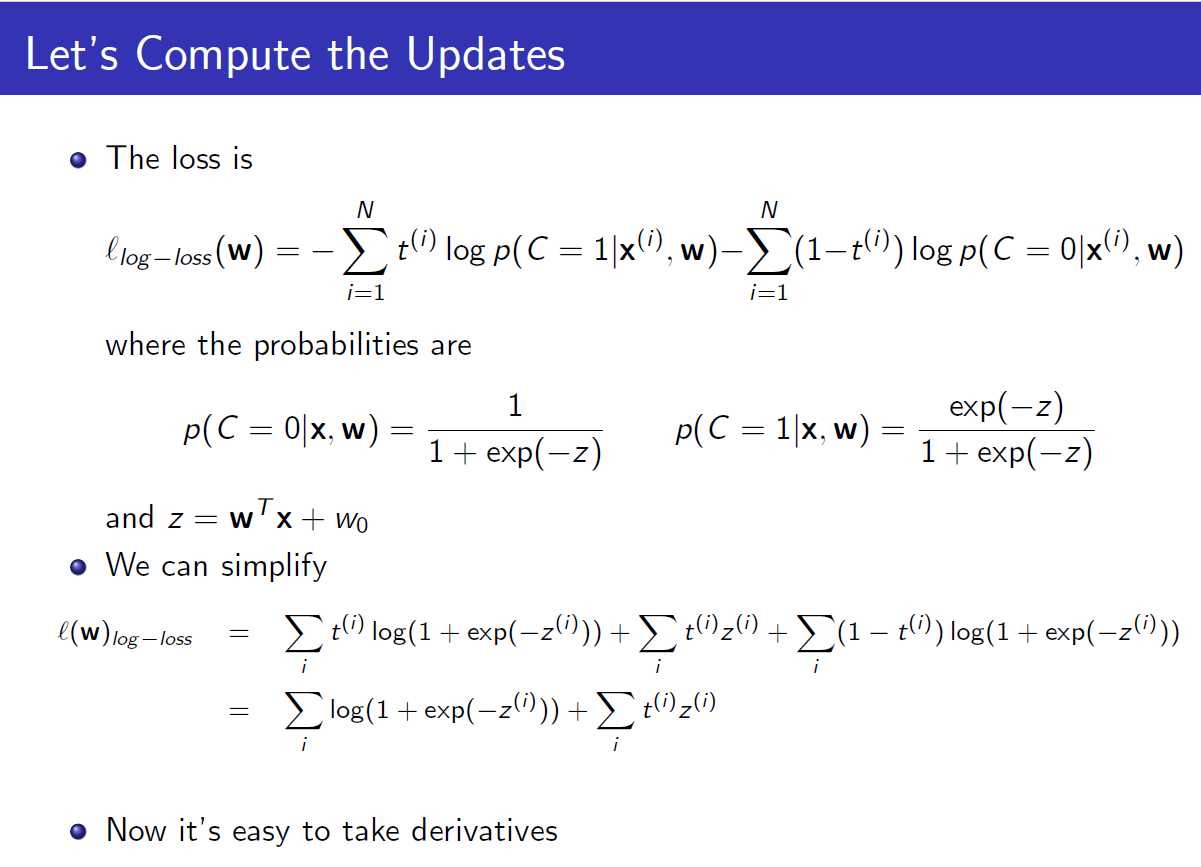 Let's Compute the Updates
The loss is
ℓ_{log−loss}(**w**) = −∑_{i=1}^{N} t^{(i)} log p(C = 1|**x**^{(i)}, **w**)−∑_{i=1}^{N}(1−t^{(i)}) log p(C = 0|**x**^{(i)}, **w**)
where the probabilities are
p(C = 0|**x**, **w**) = \frac{1}{1 + exp(−z)}    p(C = 1|**x**, **w**) = \frac{exp(−z)}{1 + exp(−z)}
and z = **w**^T **x** + w_0
We can simplify
ℓ(**w**)_{log−loss} = ∑_i t^{(i)} log(1 + exp(−z^{(i)})) + ∑_i t^{(i)}z^{(i)} + ∑_i(1 − t^{(i)}) log(1 + exp(−z^{(i)}))
= ∑_i log(1 + exp(−z^{(i)})) + ∑_i t^{(i)}z^{(i)}
Now it's easy to take derivatives